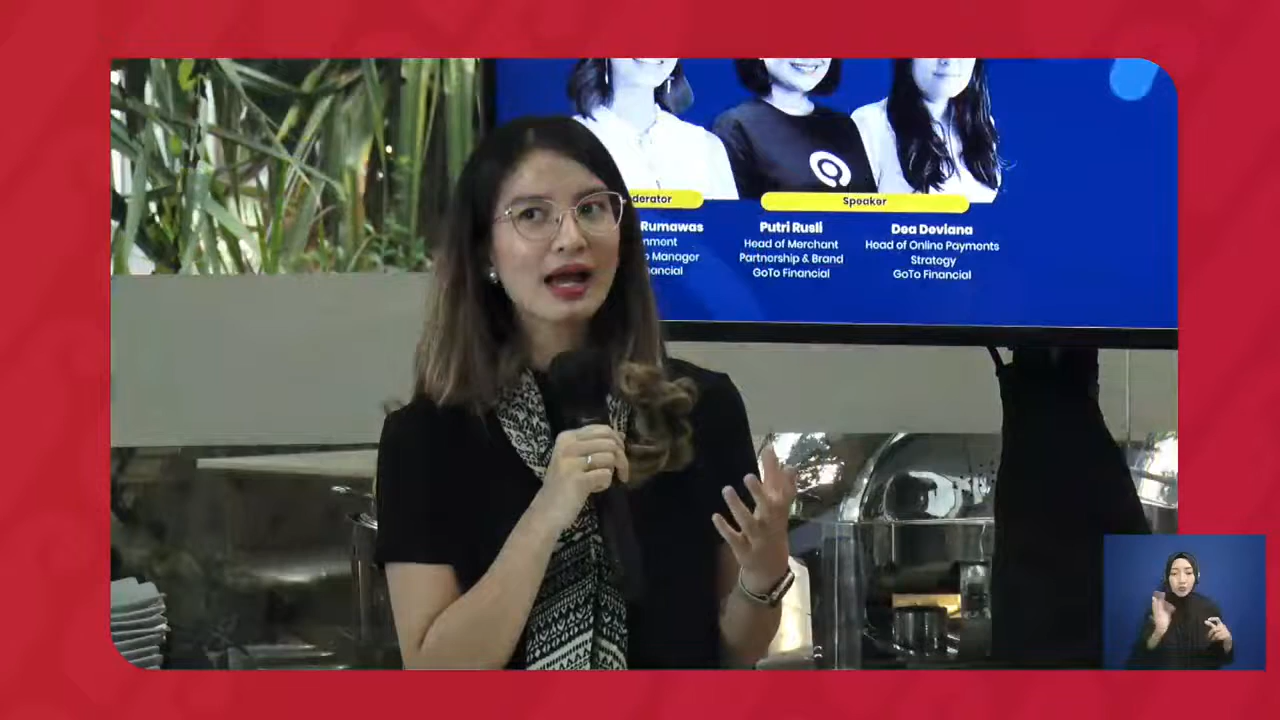 derator
Speaker
Rumawas
nment
Manager
nancial
Putri Rusli
Head of Merchant
Partnership & Brand
GoTo Financial
Dea Deviana
Head of Online Payments
Strategy
GoTo Financial